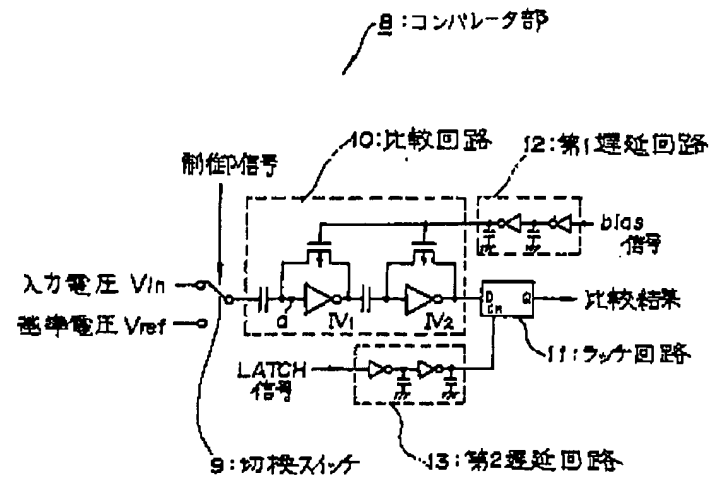 8：コンパレータ部
10：比較回路
12：第1遅延回路
制御信号
bias
信号
入力電圧 Vin
基準電圧 Vref
a
IV1
IV2
D
Q
比較結果
11：ラッチ回路
LATCH
信号
9：切換スイッチ
13：第2遅延回路